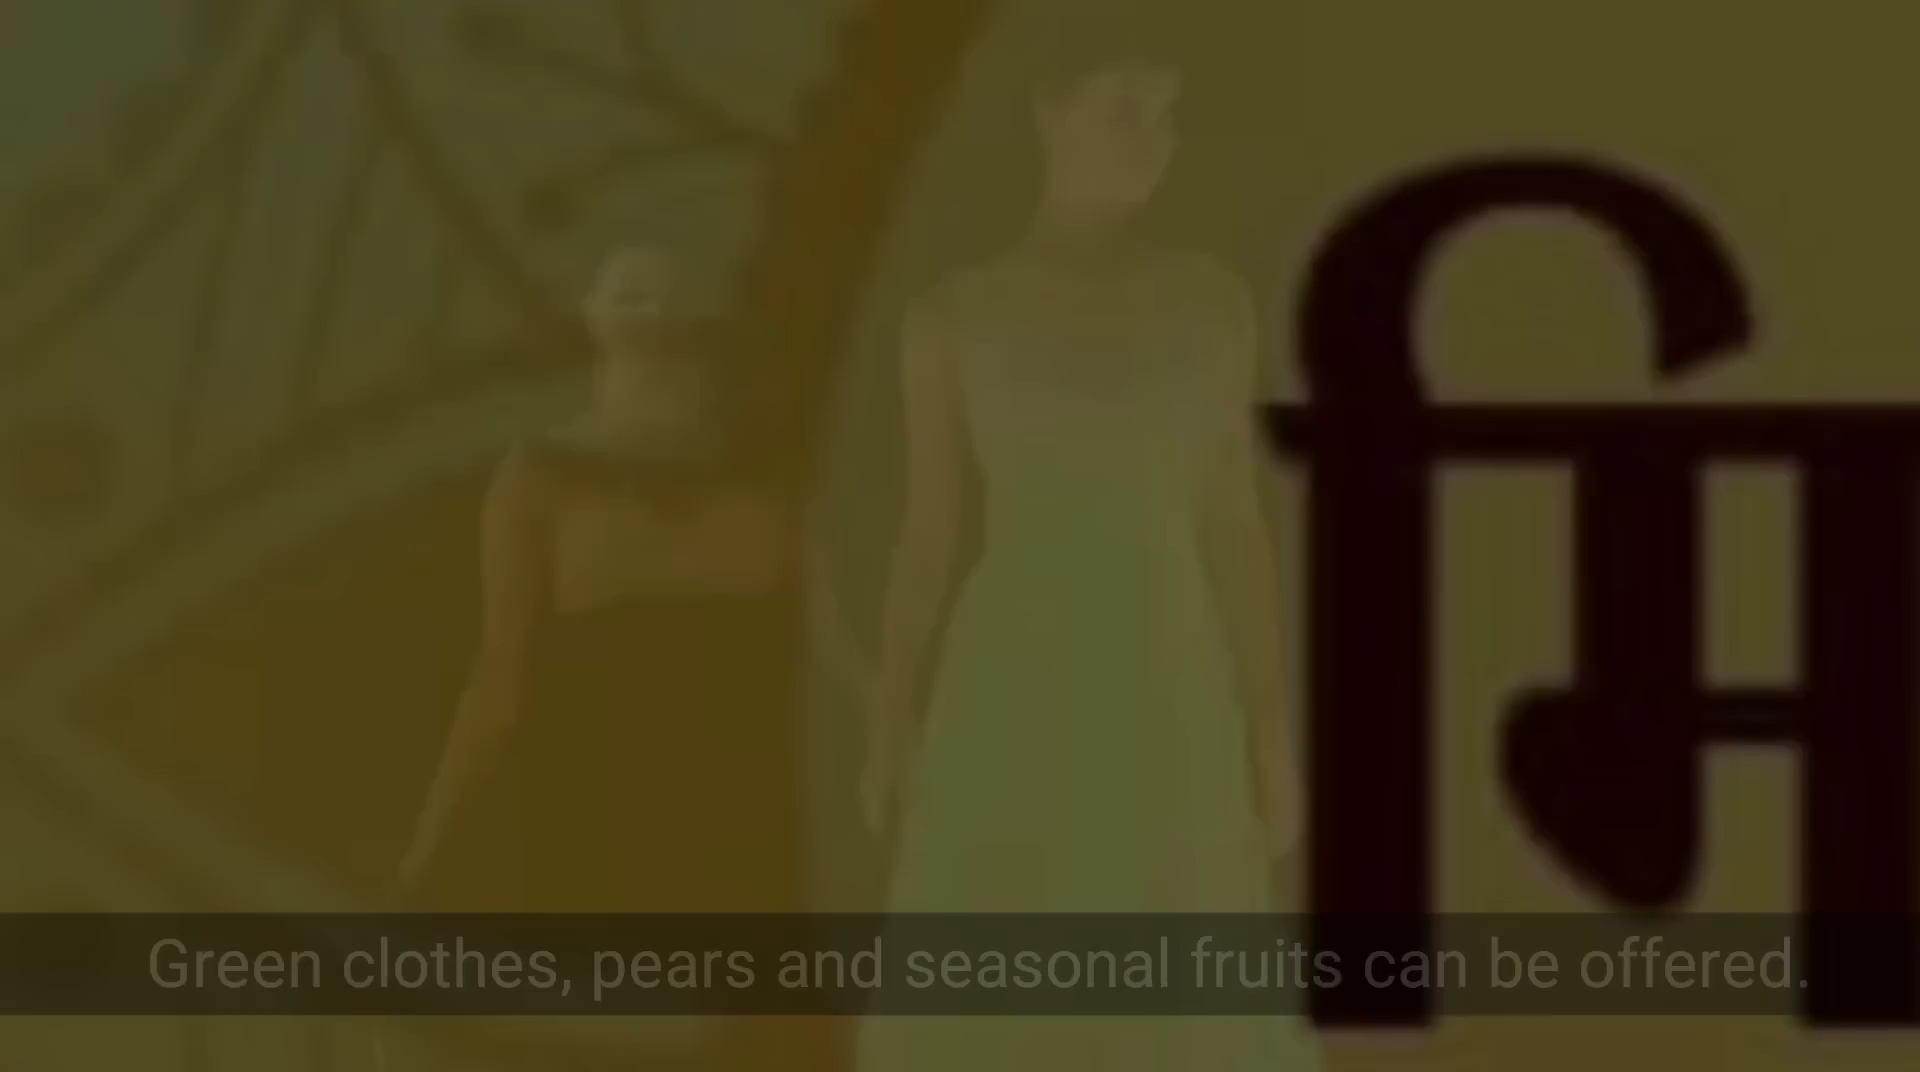 मि
Green clothes, pears and seasonal fruits can be offered.